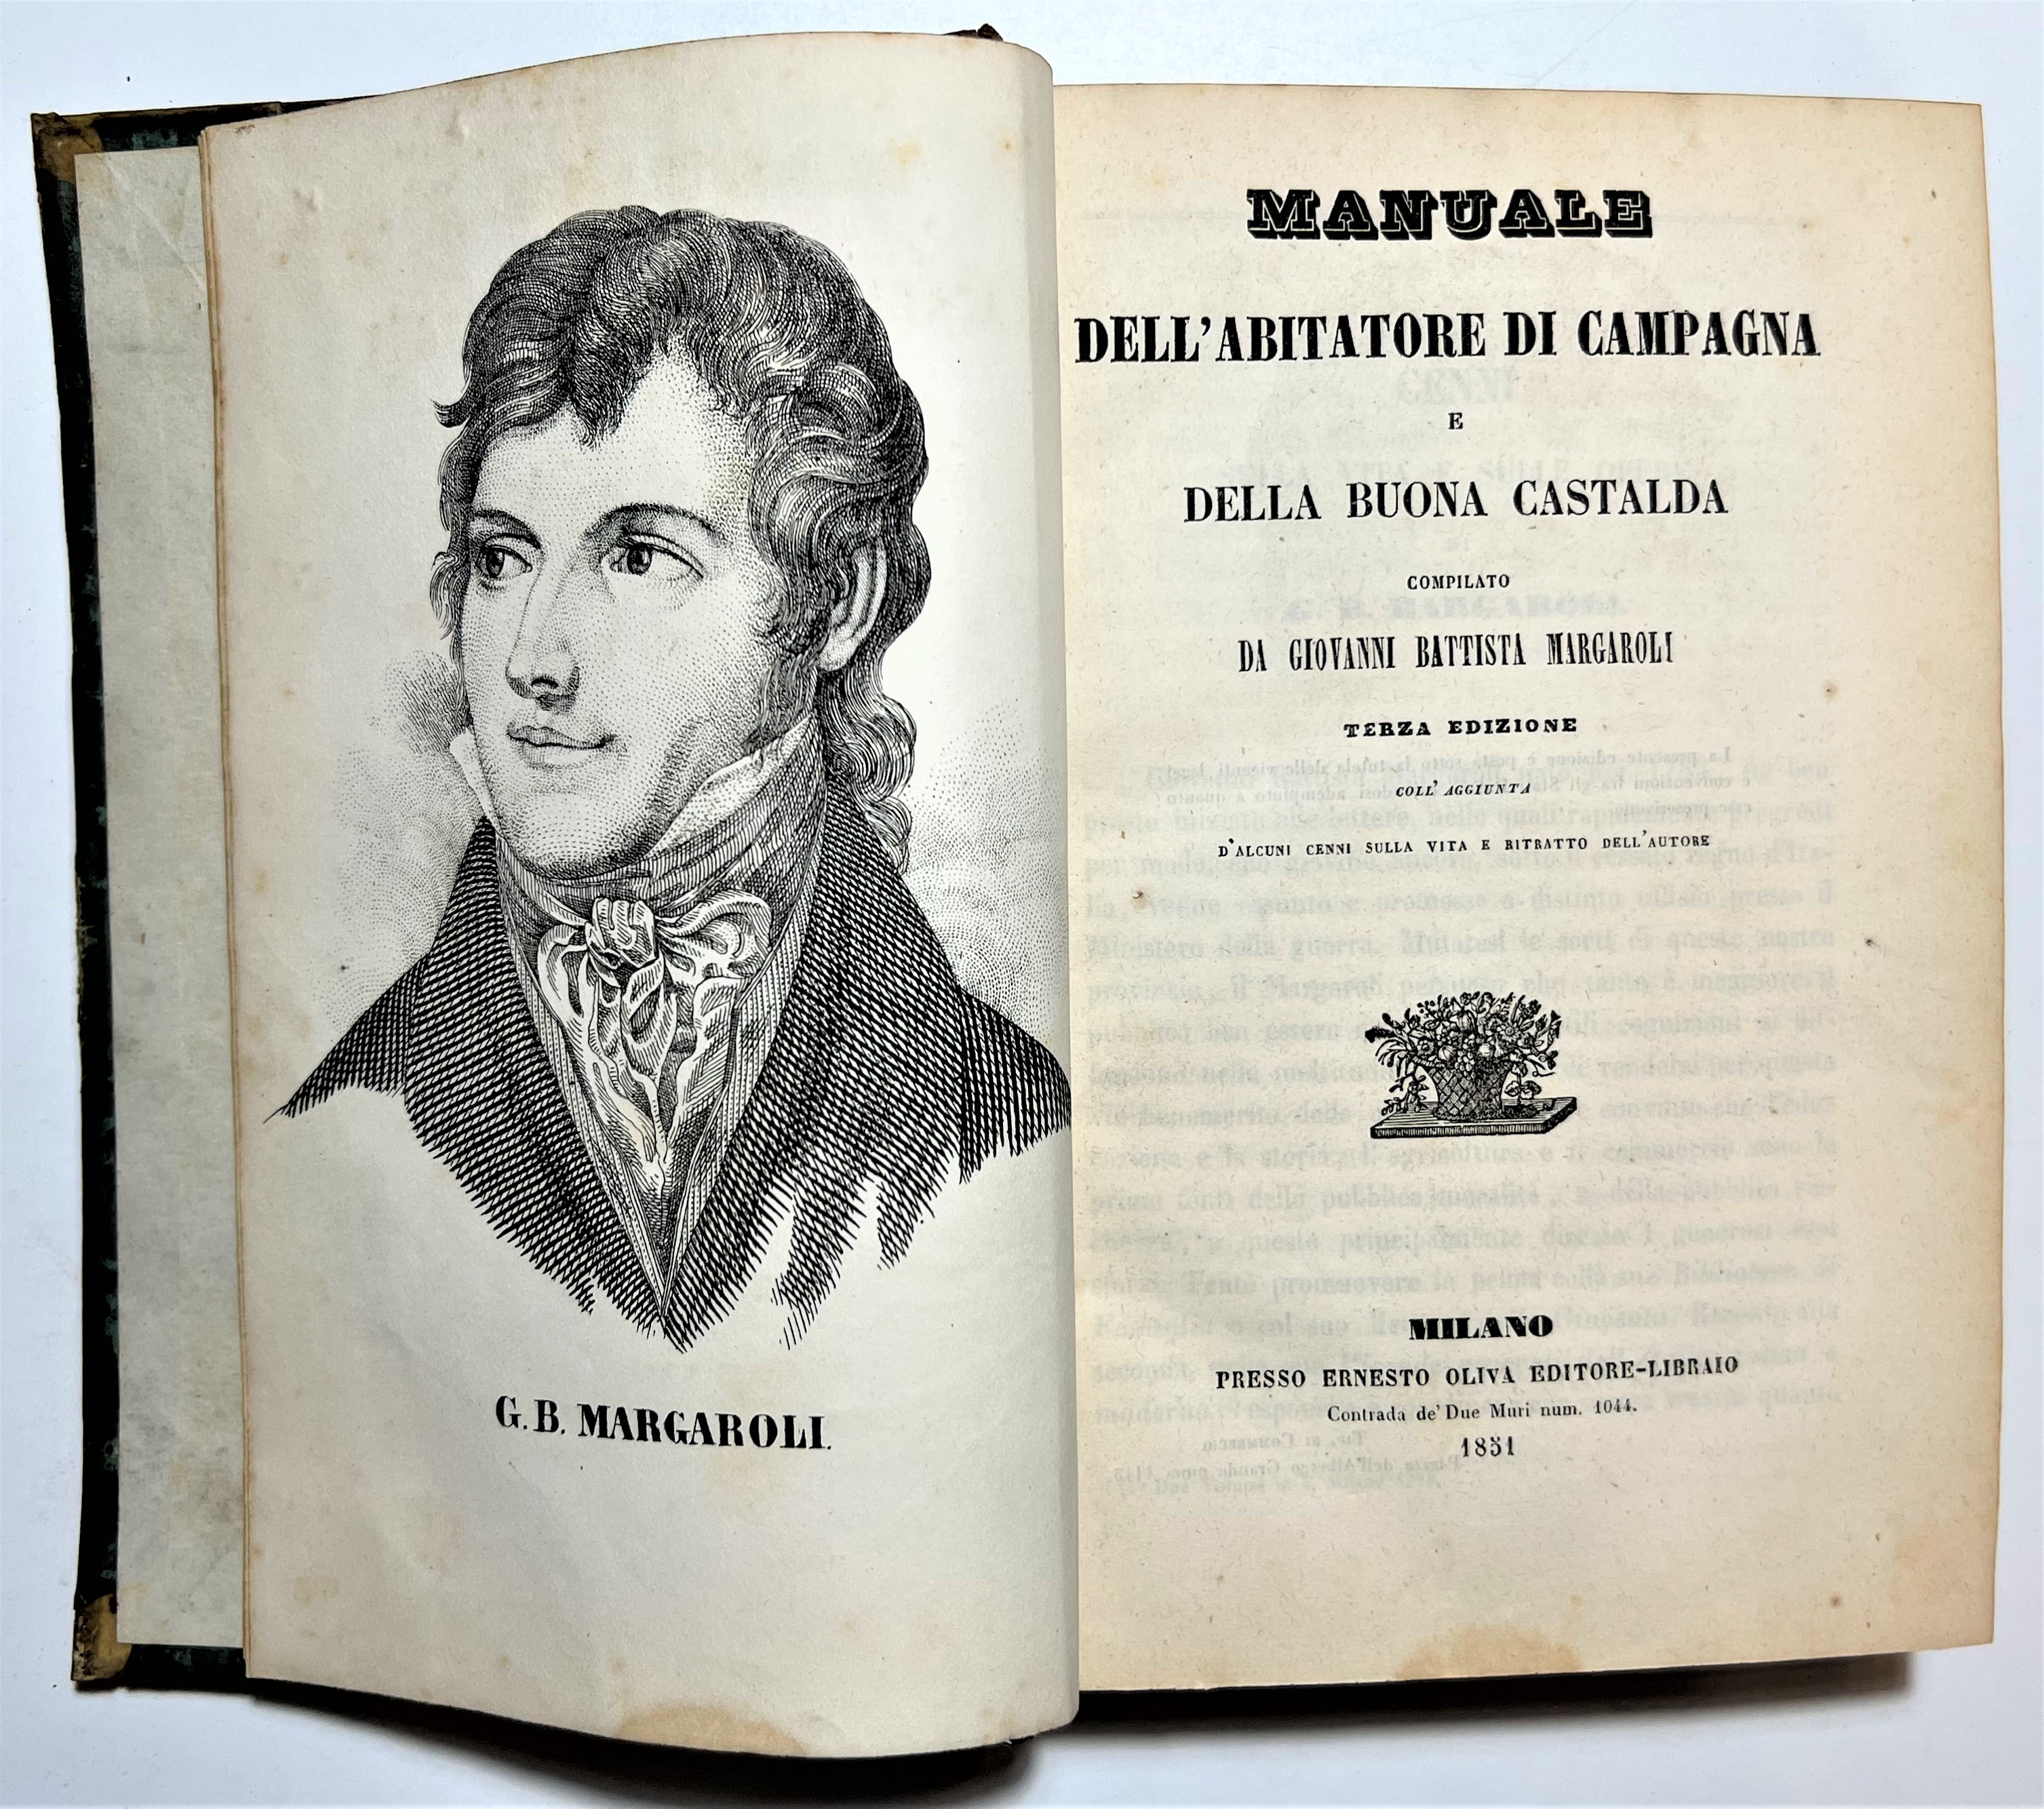 G. B. MARGAROLI.
MANUALE
DELL'ABITATORE DI CAMPAGNA
E
DELLA BUONA CASTALDA
COMPILATO
DA GIOVANNI BATTISTA MARGAROLI
TERZA EDIZIONE
COLL' AGGIUNTA
D'ALCUNI CENNI SULLA VITA E RITRATTO DELL'AUTORE
MILANO
PRESSO ERNESTO OLIVA EDITORE-LIBRAIO
Contrada de' Due Muri num. 1044.
1851